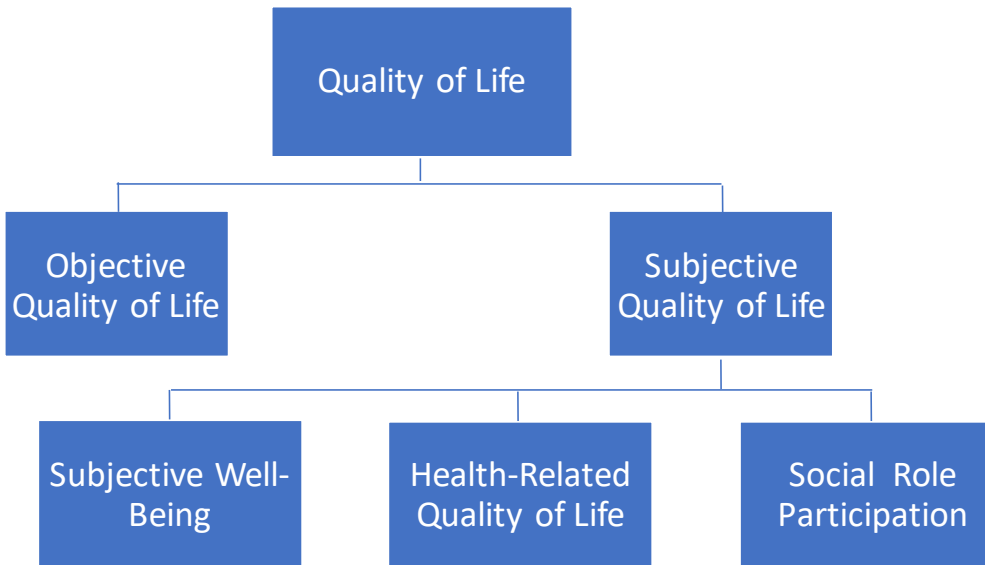 Quality of Life
Objective
Quality of Life
Subjective
Quality of Life
Subjective Well-
Being
Health-Related
Quality of Life
Social Role
Participation